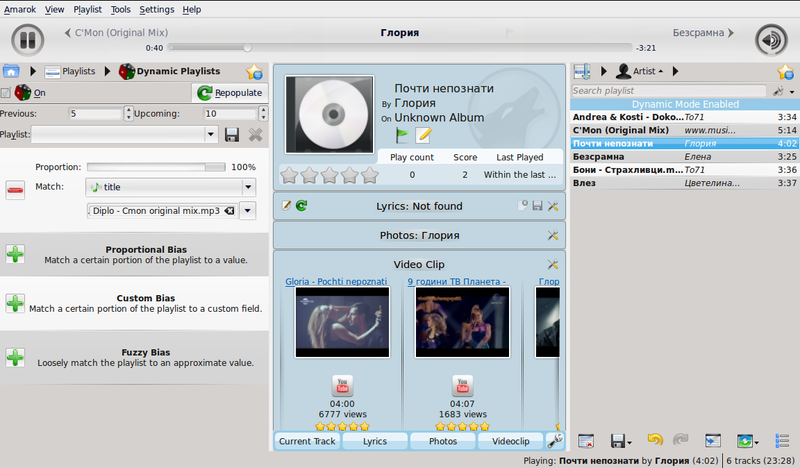 Amarok View Playlist Tools Settings Help
C'Mon (Original Mix)
Глория
Безсрамна
0:40
-3:21
Playlists
Dynamic Playlists
On
Repopulate
Previous: 5 Upcoming: 10
Playlist:
Proportion: 100%
Match: title
. Diplo - Cmon original mix.mp3
Proportional Bias
Match a certain portion of the playlist to a value.
Custom Bias
Match a certain portion of the playlist to a custom field.
Fuzzy Bias
Loosely match the playlist to an approximate value.
Почти непознати
By Глория
On Unknown Album
Play count Score Last Played
0 2 Within the last ...
Lyrics: Not found
Photos: Глория
Video Clip
Gloria - Pochti nepoznati
9 години ТВ Планета -
Глор
You Tube
You Tube
04:00
04:07
6777 views
1683 views
Current Track Lyrics Photos Videoclip
Artist
Search playlist
Dynamic Mode Enabled
Andrea & Kosti - Doko... To71 3:34
C'Mon (Original Mix) www.musi... 5:14
Почти непознати Глория 4:02
Безсрамна Елена 3:25
Бони - Страхливци.m... To71 3:36
Влез Цветелина... 3:37
Playing: Почти непознати by Глория (4:02) 6 tracks (23:28)